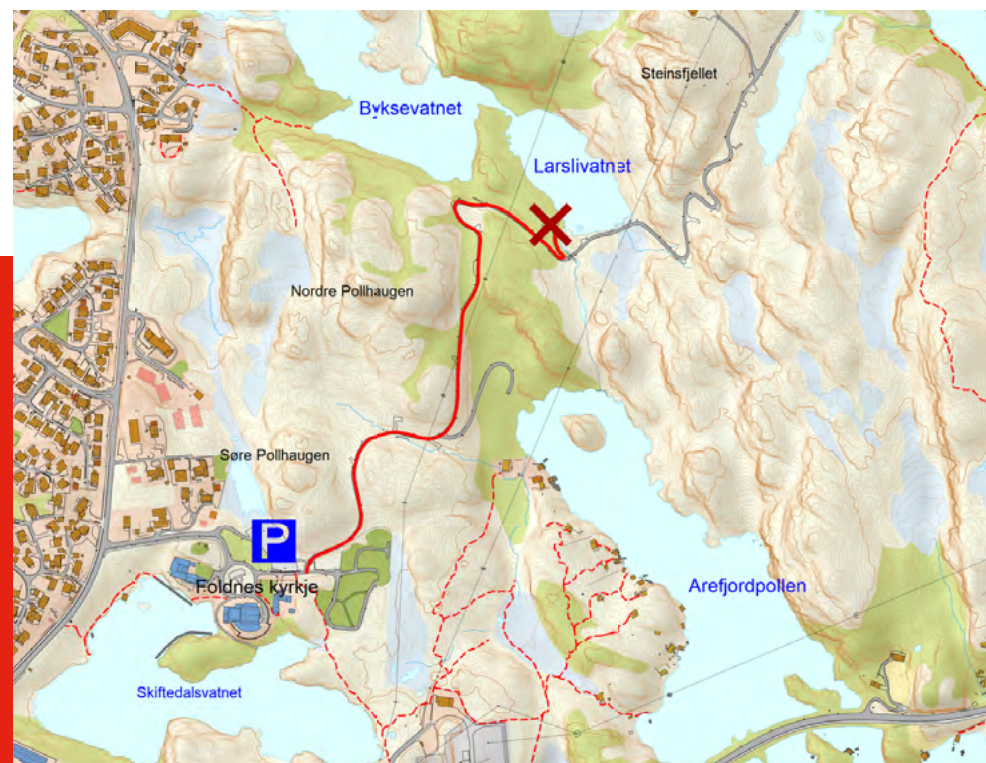 Steinsfjellet
Byksevatnet
Larslivatnet
Nordre Pollhaugen
Søre Pollhaugen
P
Foldnes kyrkje
Arefjordpollen
Skiftedalsvatnet